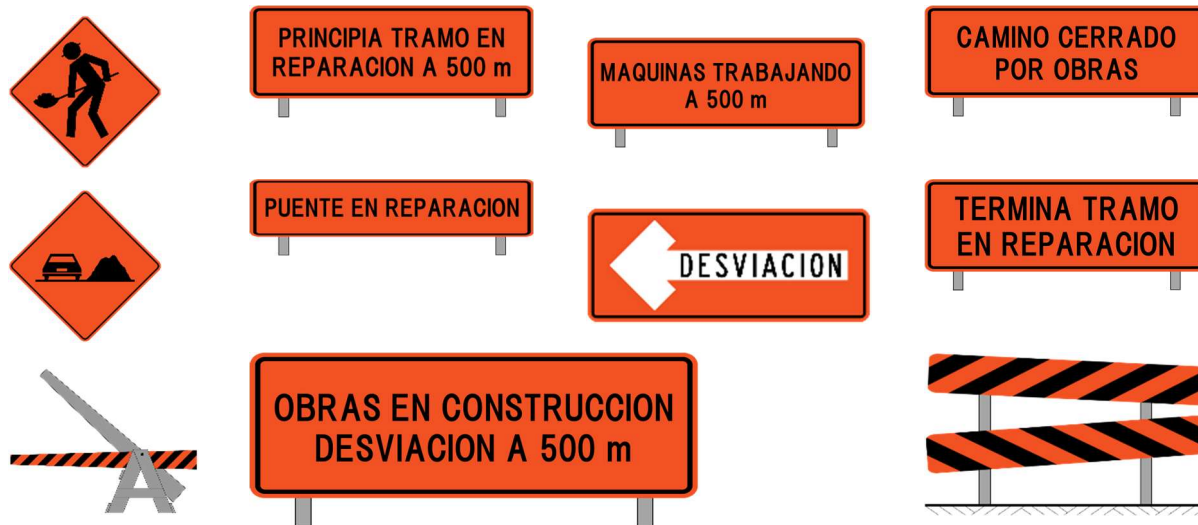 PRINCIPIA TRAMO EN
REPARACION A 500 m
MAQUINAS TRABAJANDO
A 500 m
CAMINO CERRADO
POR OBRAS
PUENTE EN REPARACION
DESVIACION
TERMINA TRAMO
EN REPARACION
OBRAS EN CONSTRUCCION
DESVIACION A 500 m